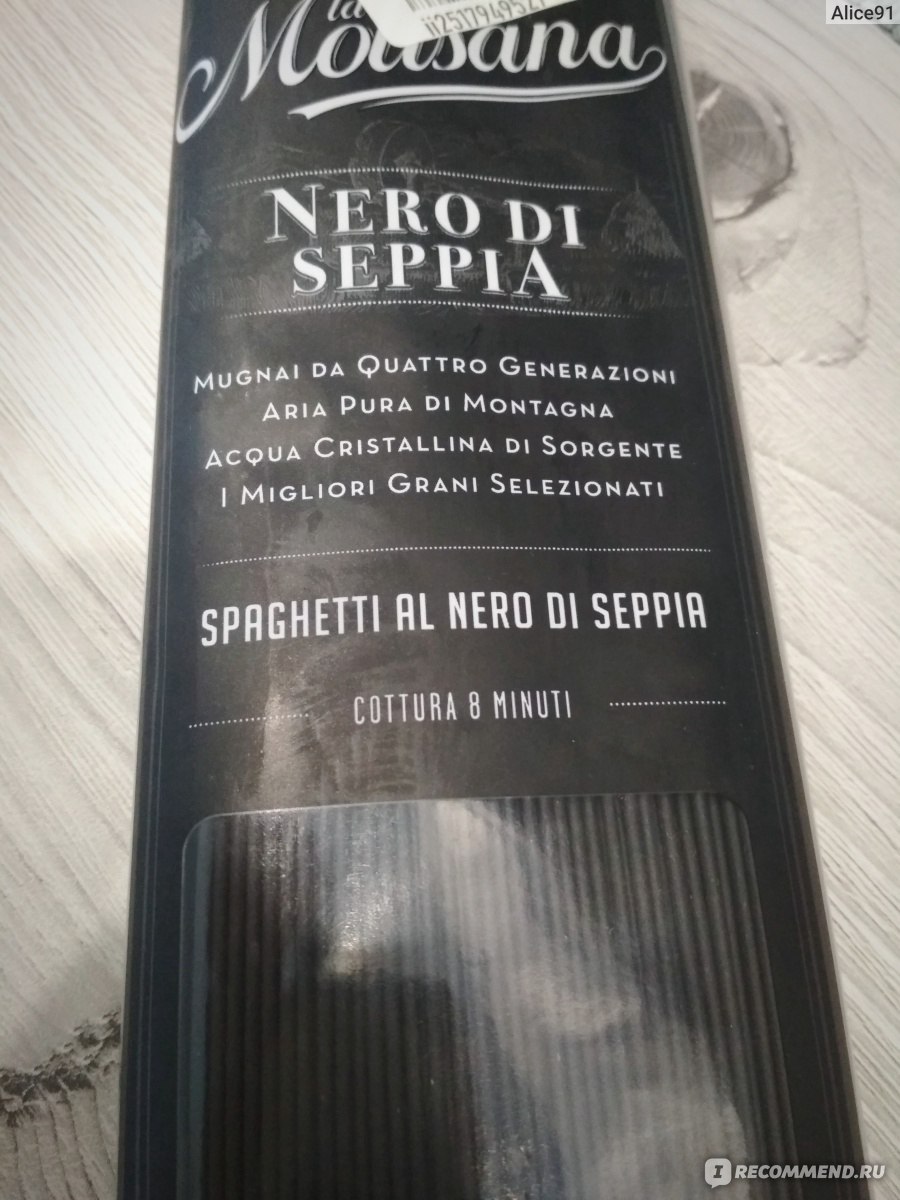 Alice91
la
Molisana
NERO DI
SEPPIA
MUGNAI DA QUATTRO GENERAZIONI
ARIA PURA DI MONTAGNA
ACQUA CRISTALLINA DI SORGENTE
I MIGLIORI GRANI SELEZIONATI
SPAGHETTI AL NERO DI SEPPIA
COTTURA 8 MINUTI
IRECOMMEND.RU